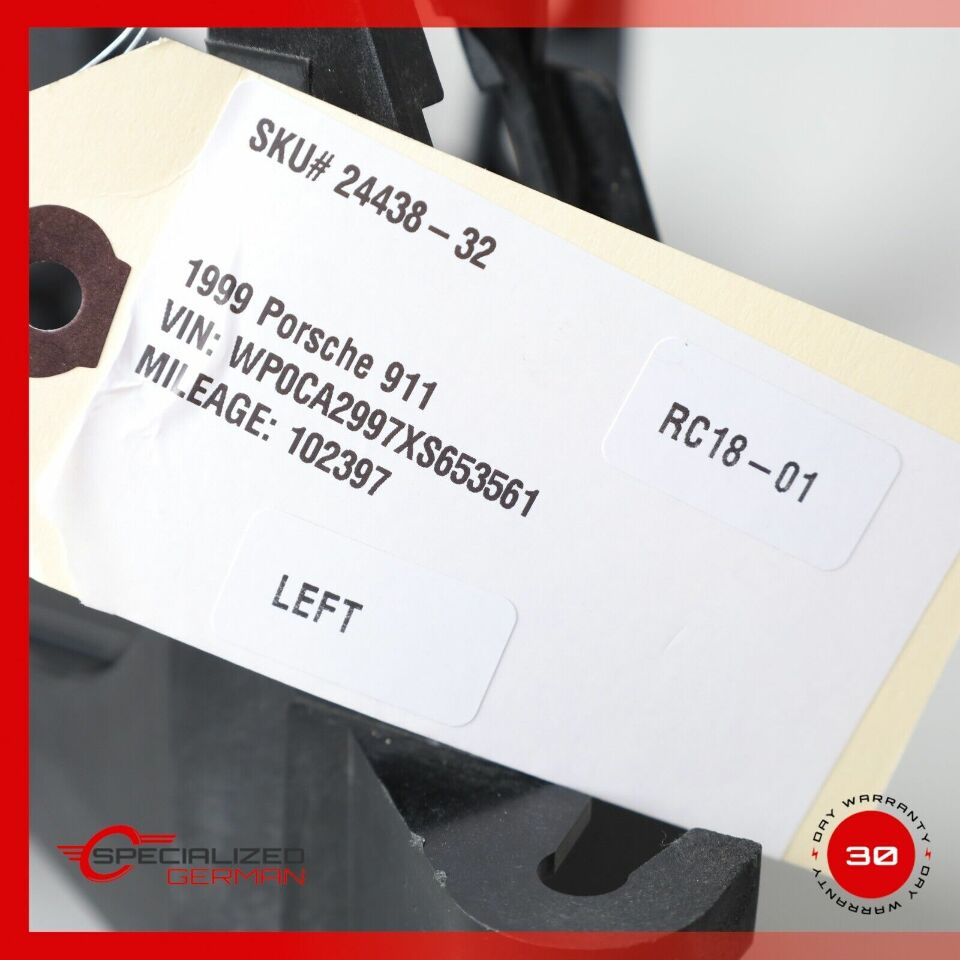 SKU# 24438-32
1999 Porsche 911
VIN: WP0CA2997XS653561
MILEAGE: 102397
RC18-01
LEFT
SPECIALIZED
GERMAN
DAY WARRANTY
30
DAY WARRANTY